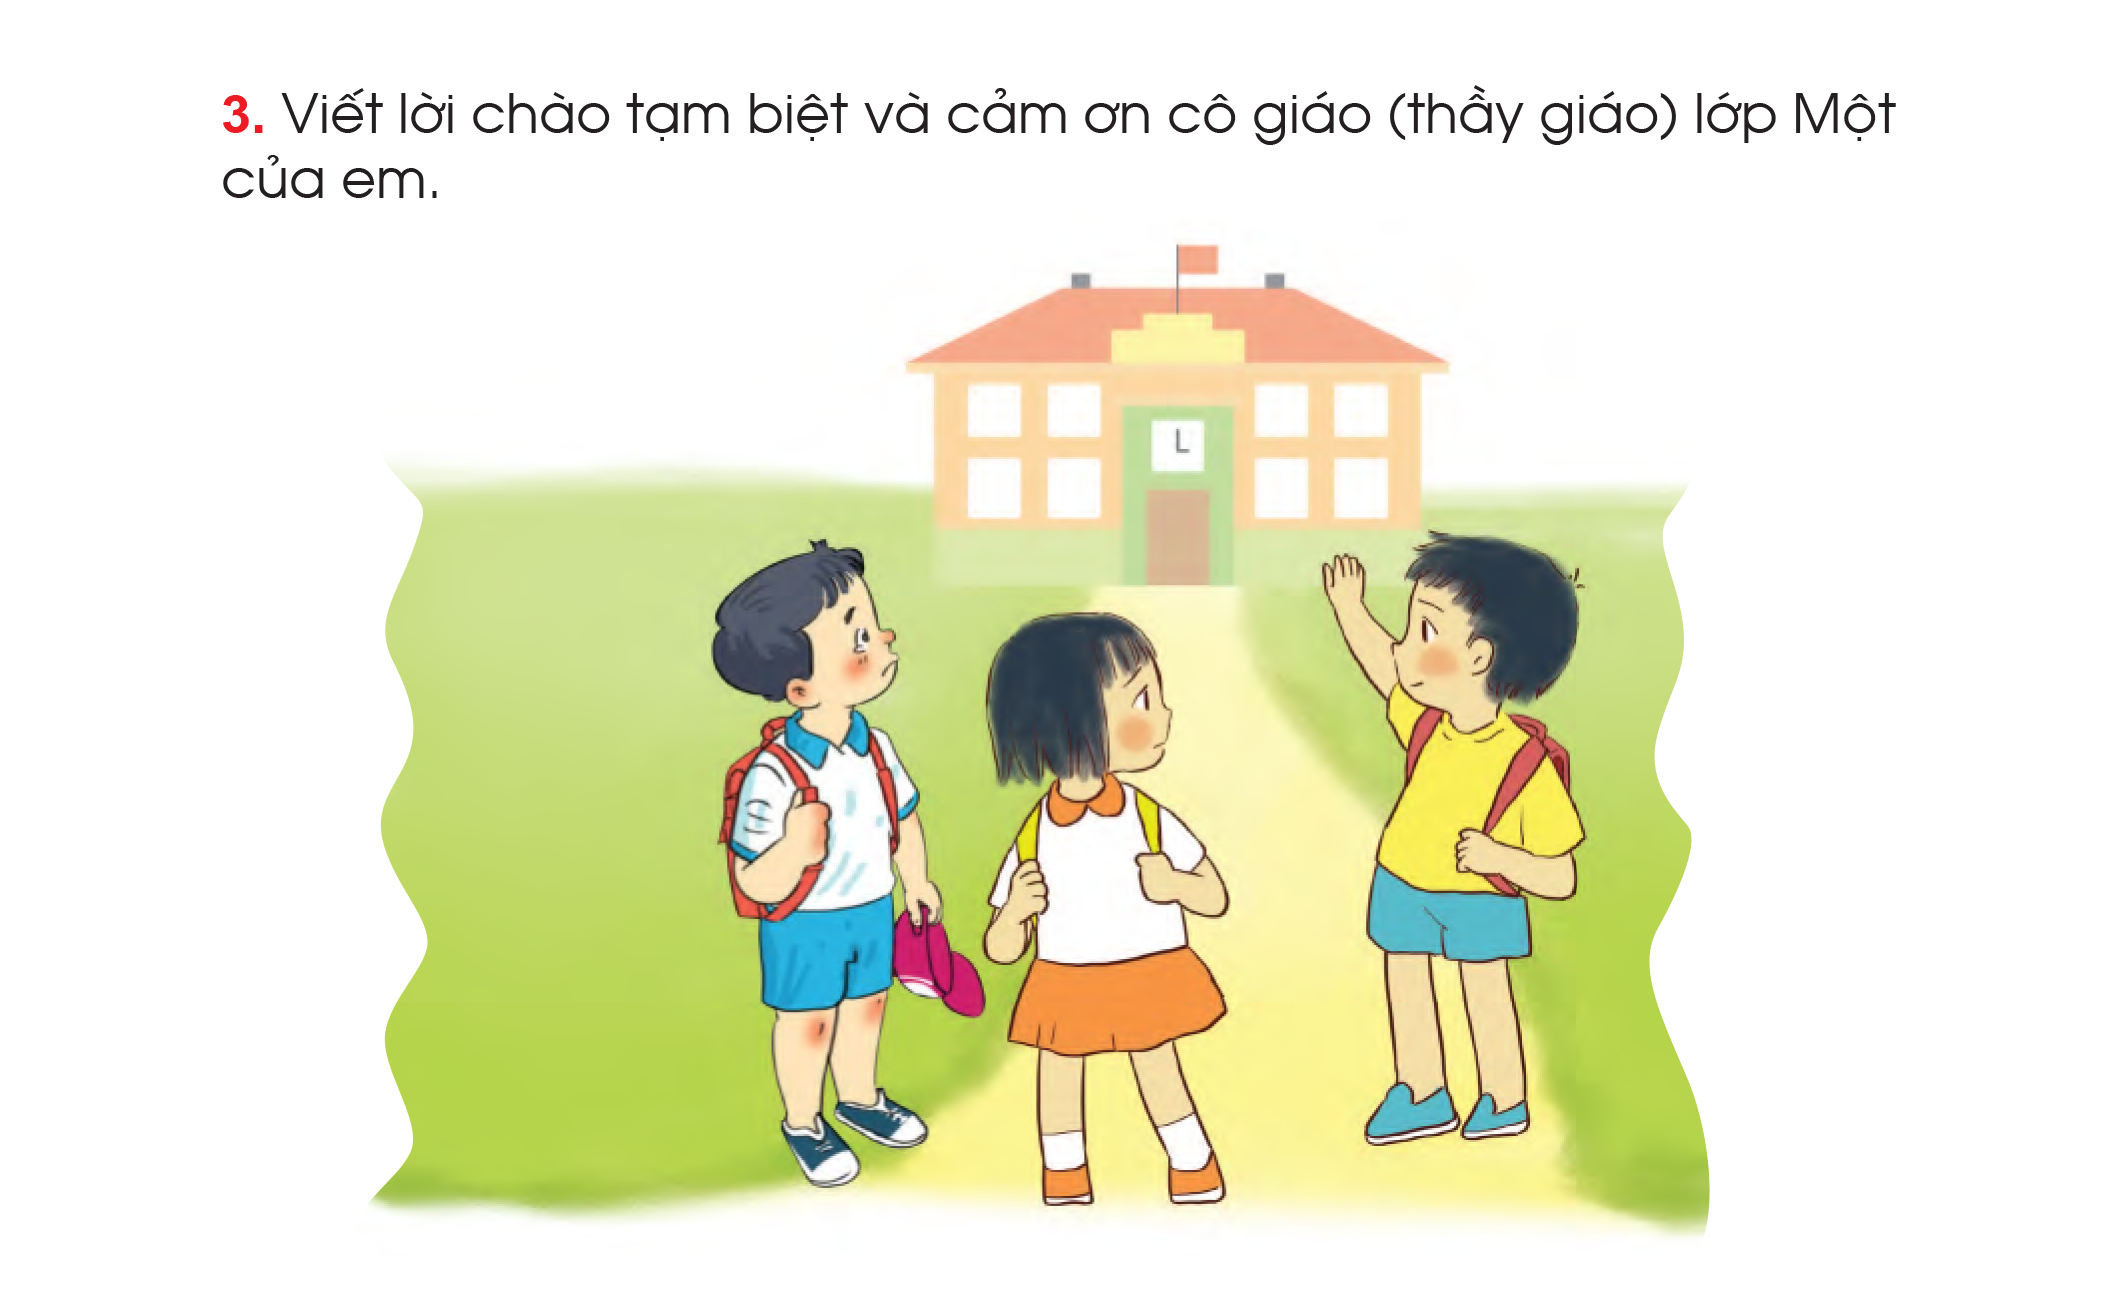 3. Viết lời chào tạm biệt và cảm ơn cô giáo (thầy giáo) lớp Một
của em.
L